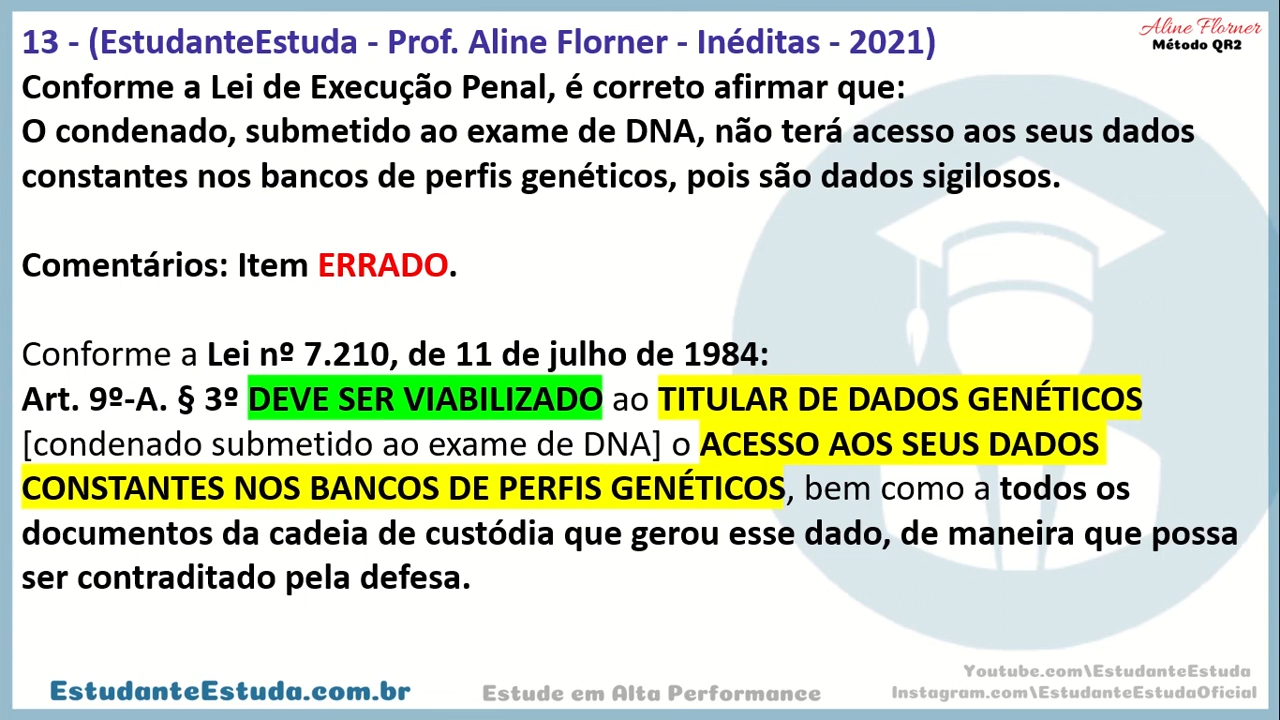 13 - (EstudanteEstuda - Prof. Aline Florner - Inéditas - 2021)
Aline Florner
Método QR2
Conforme a Lei de Execução Penal, é correto afirmar que:
O condenado, submetido ao exame de DNA, não terá acesso aos seus dados
constantes nos bancos de perfis genéticos, pois são dados sigilosos.
Comentários: Item ERRADO.
Conforme a Lei nº 7.210, de 11 de julho de 1984:
Art. 9º-A. § 3º DEVE SER VIABILIZADO ao TITULAR DE DADOS GENÉTICOS
[condenado submetido ao exame de DNA] o ACESSO AOS SEUS DADOS
CONSTANTES NOS BANCOS DE PERFIS GENÉTICOS, bem como a todos os
documentos da cadeia de custódia que gerou esse dado, de maneira que possa
ser contraditado pela defesa.
EstudanteEstuda.com.br
Estude em Alta Performance
Youtube.com\EstudanteEstuda
Instagram.com\EstudanteEstudaOficial